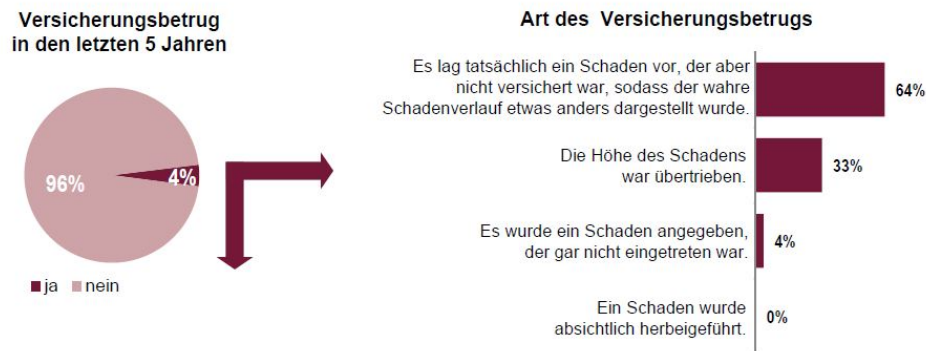 Versicherungsbetrug
in den letzten 5 Jahren
96%
4%
ja nein
Art des Versicherungsbetrugs
Es lag tatsächlich ein Schaden vor, der aber
nicht versichert war, sodass der wahre
Schadenverlauf etwas anders dargestellt wurde.
64%
Die Höhe des Schadens
war übertrieben.
33%
Es wurde ein Schaden angegeben,
der gar nicht eingetreten war.
4%
Ein Schaden wurde
absichtlich herbeigeführt.
0%